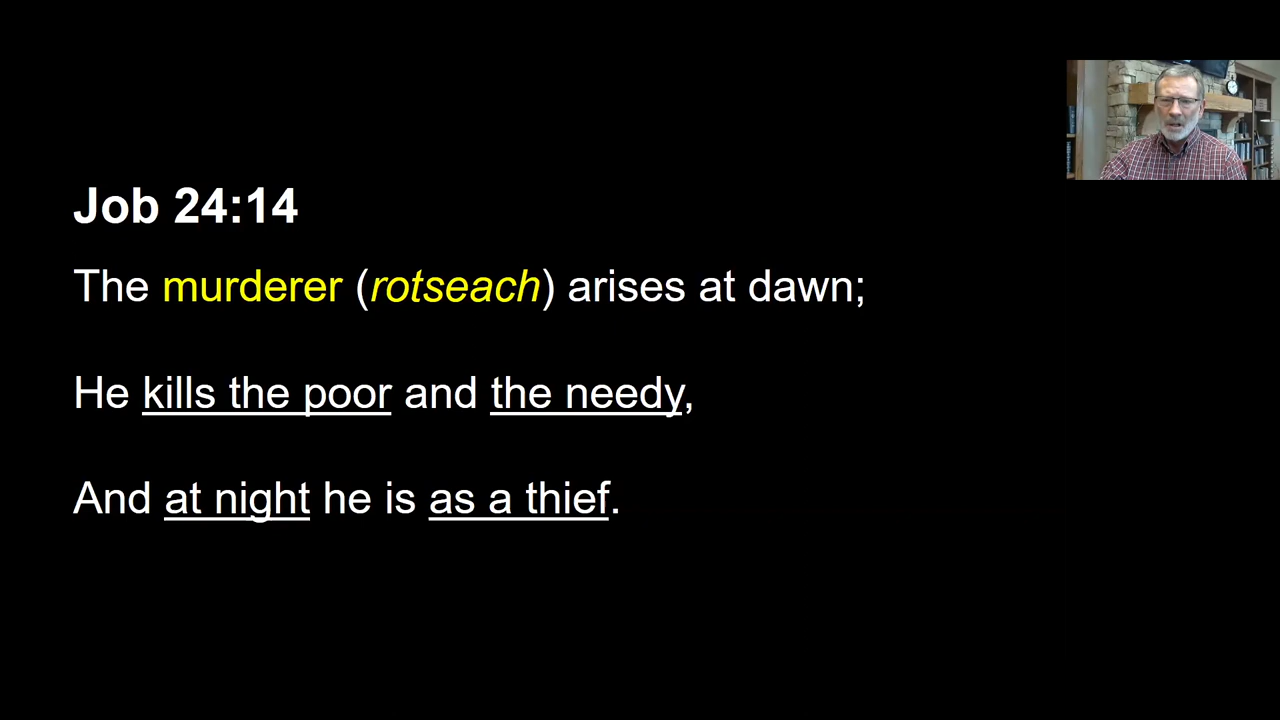 Job 24:14
The murderer (rotseach) arises at dawn;
He kills the poor and the needy,
And at night he is as a thief.